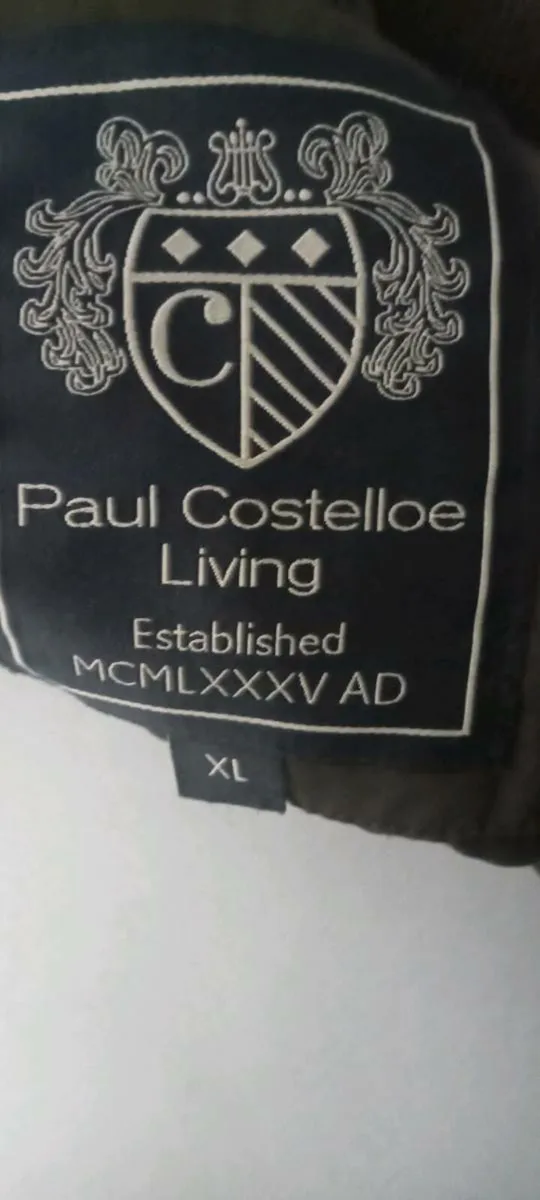 C
Paul Costelloe
Living
Established
MCMLXXXV AD
XL